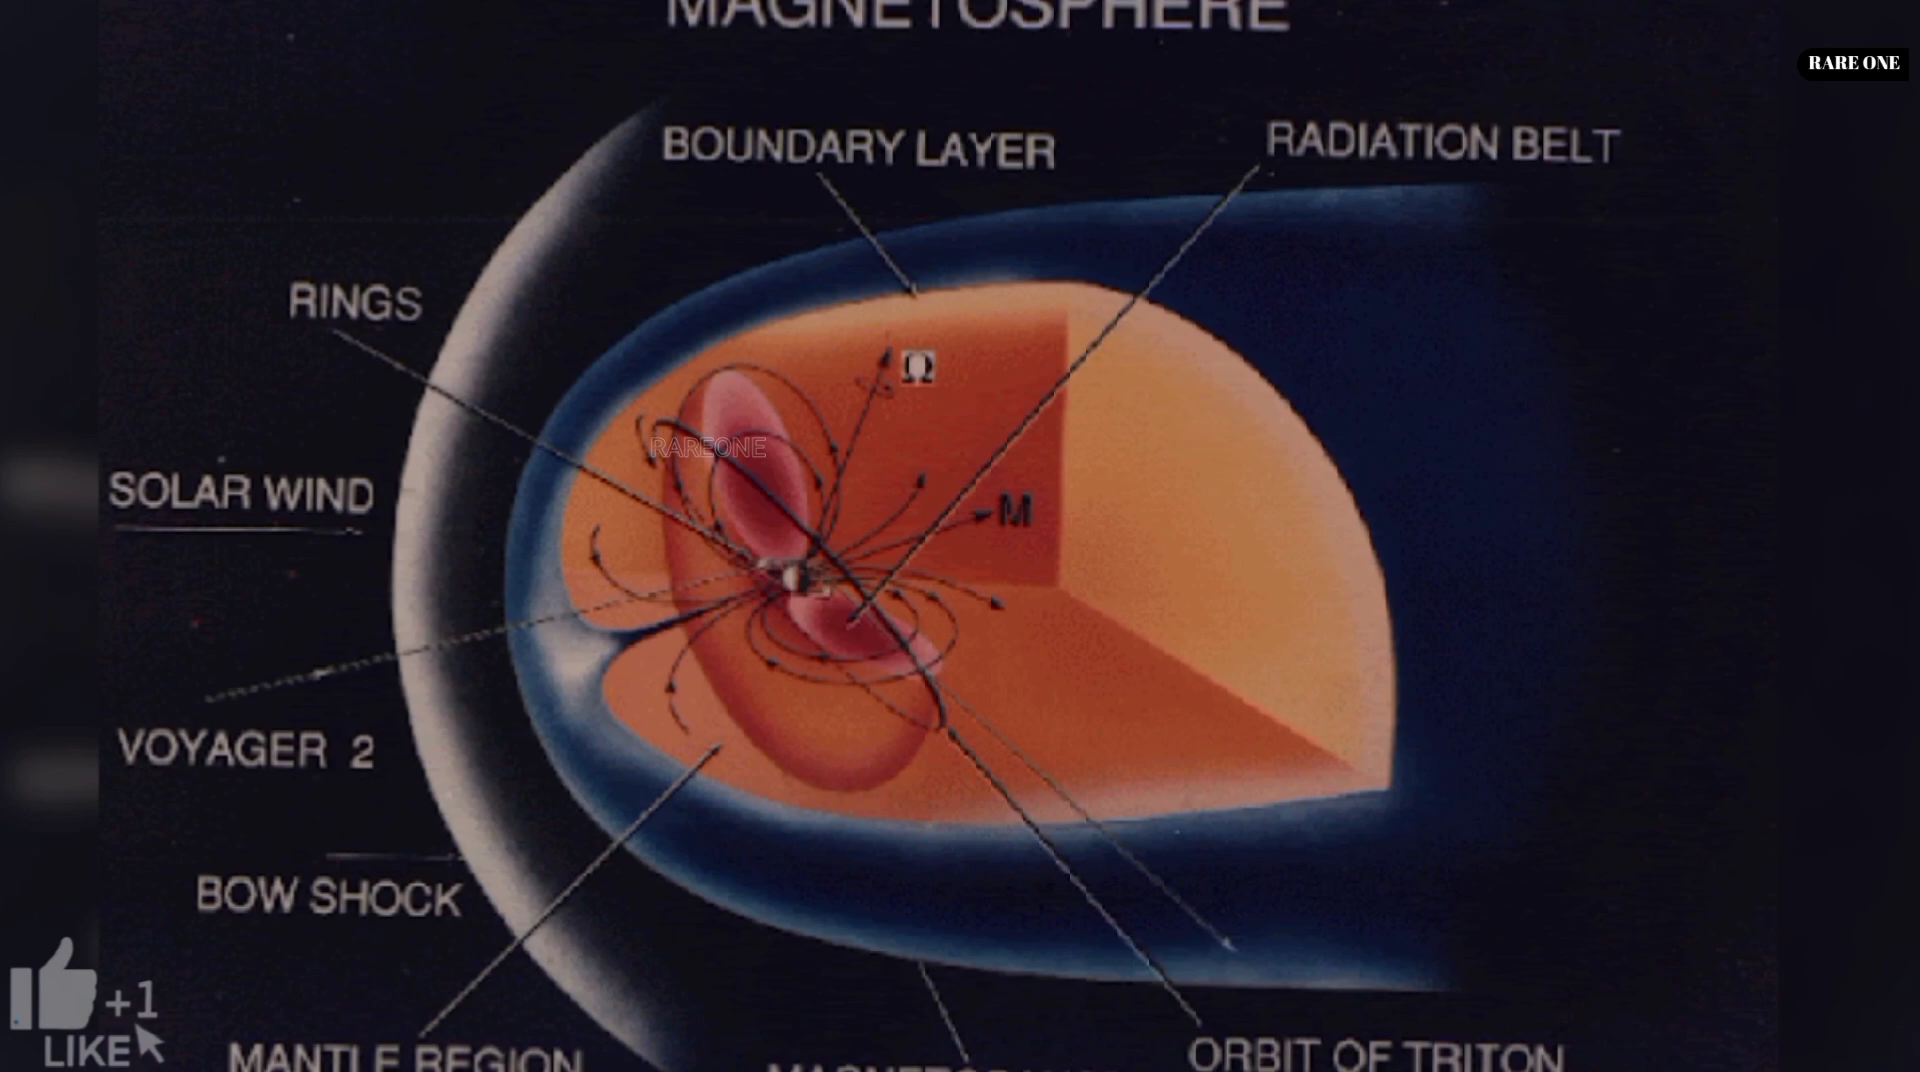 MAGNETOSPHERE
RARE ONE
BOUNDARY LAYER
RADIATION BELT
RINGS
Ω
RAREONE
SOLAR WIND
M
VOYAGER 2
BOW SHOCK
+1
LIKE
MANTLE REGION
ORBIT OF TRITON